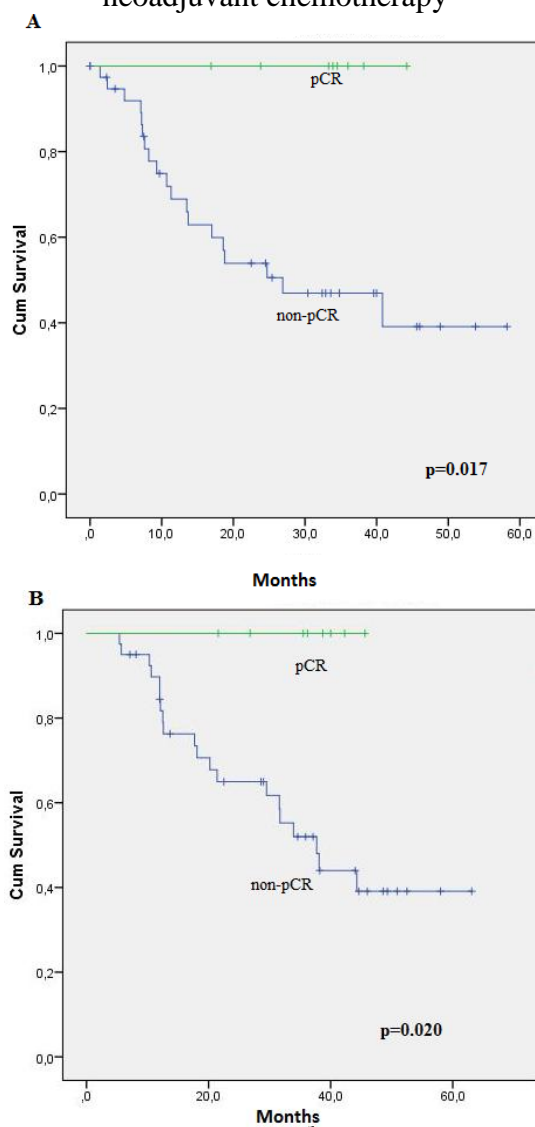 neoadjuvant chemotherapy
A
1,0
pCR
0,8
0,6
Cum Survival
0,4
non-pCR
0,2
p=0.017
0,0
,0 10,0 20,0 30,0 40,0 50,0 60,0
Months
B
1,0
pCR
0,8
0,6
Cum Survival
0,4
non-pCR
0,2
p=0.020
0,0
,0 20,0 40,0 60,0
Months